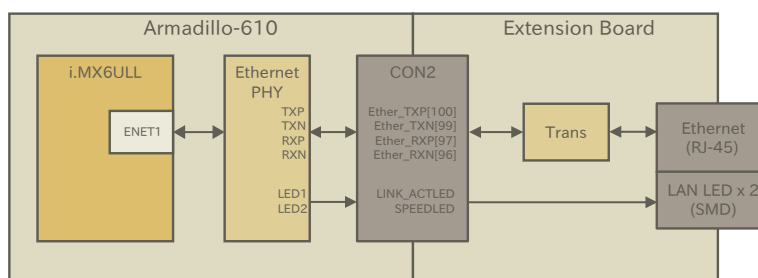 Armadillo-610
Extension Board
i.MX6ULL
ENET1
Ethernet
PHY
TXP
TXN
RXP
RXN
LED1
LED2
CON2
Ether_TXP[100]
Ether_TXN[99]
Ether_RXP[97]
Ether_RXN[96]
LINK_ACTLED
SPEEDLED
Trans
Ethernet
(RJ-45)
LAN LED x 2
(SMD)